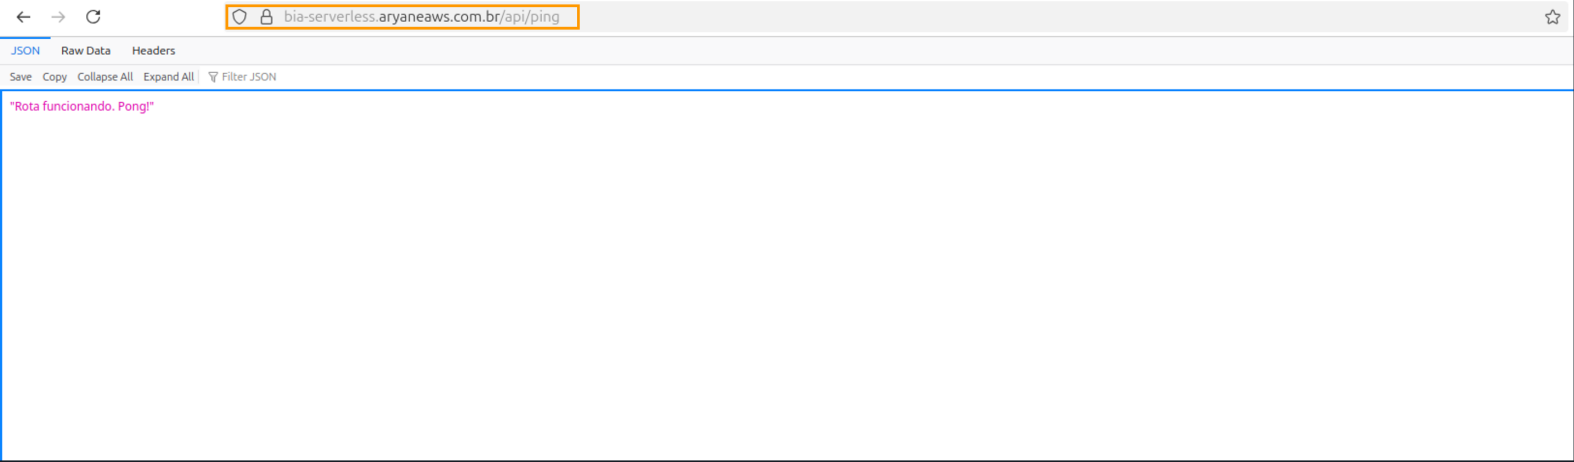 bia-serverless.aryaneaws.com.br/api/ping
JSON Raw Data Headers
Save Copy Collapse All Expand All Filter JSON
"Rota funcionando. Pong!"